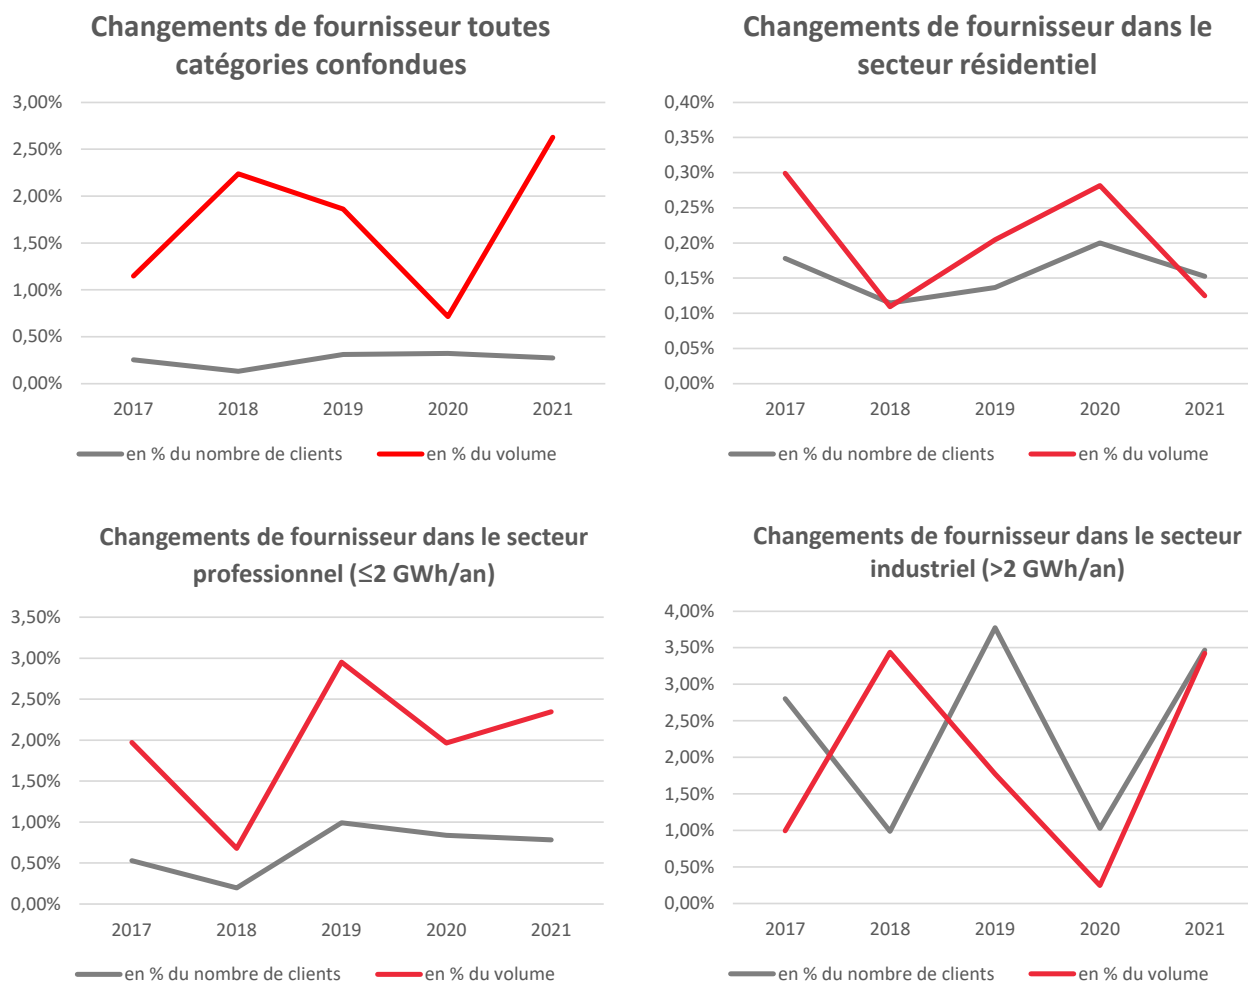 Changements de fournisseur toutes
catégories confondues
3,00%
2,50%
2,00%
1,50%
1,00%
0,50%
0,00%
2017 2018 2019 2020 2021
en % du nombre de clients en % du volume
Changements de fournisseur dans le
secteur résidentiel
0,40%
0,35%
0,30%
0,25%
0,20%
0,15%
0,10%
0,05%
0,00%
2017 2018 2019 2020 2021
en % du nombre de clients en % du volume
Changements de fournisseur dans le secteur
professionnel (≤2 GWh/an)
3,50%
3,00%
2,50%
2,00%
1,50%
1,00%
0,50%
0,00%
2017 2018 2019 2020 2021
en % du nombre de clients en % du volume
Changements de fournisseur dans le secteur
industriel (>2 GWh/an)
4,00%
3,50%
3,00%
2,50%
2,00%
1,50%
1,00%
0,50%
0,00%
2017 2018 2019 2020 2021
en % du nombre de clients en % du volume